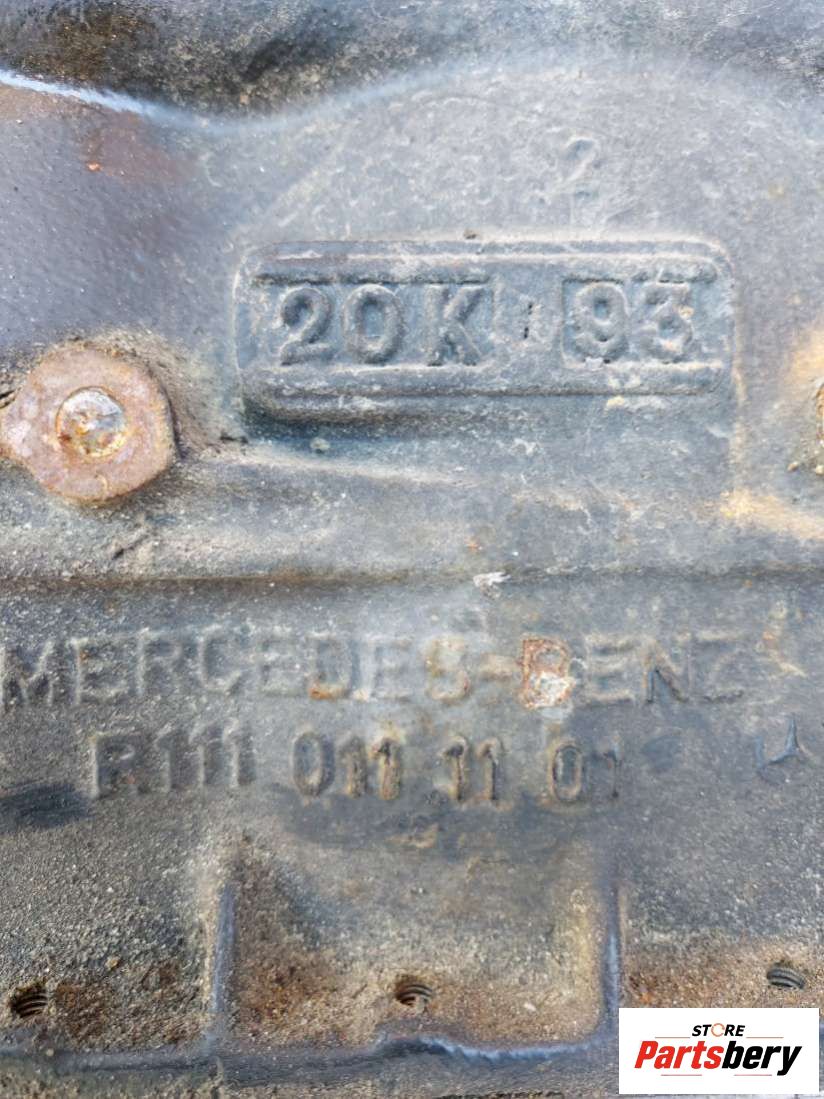 2
20K 93
MERCEDES-BENZ
R111 011 11 01
STORE
Partsbery